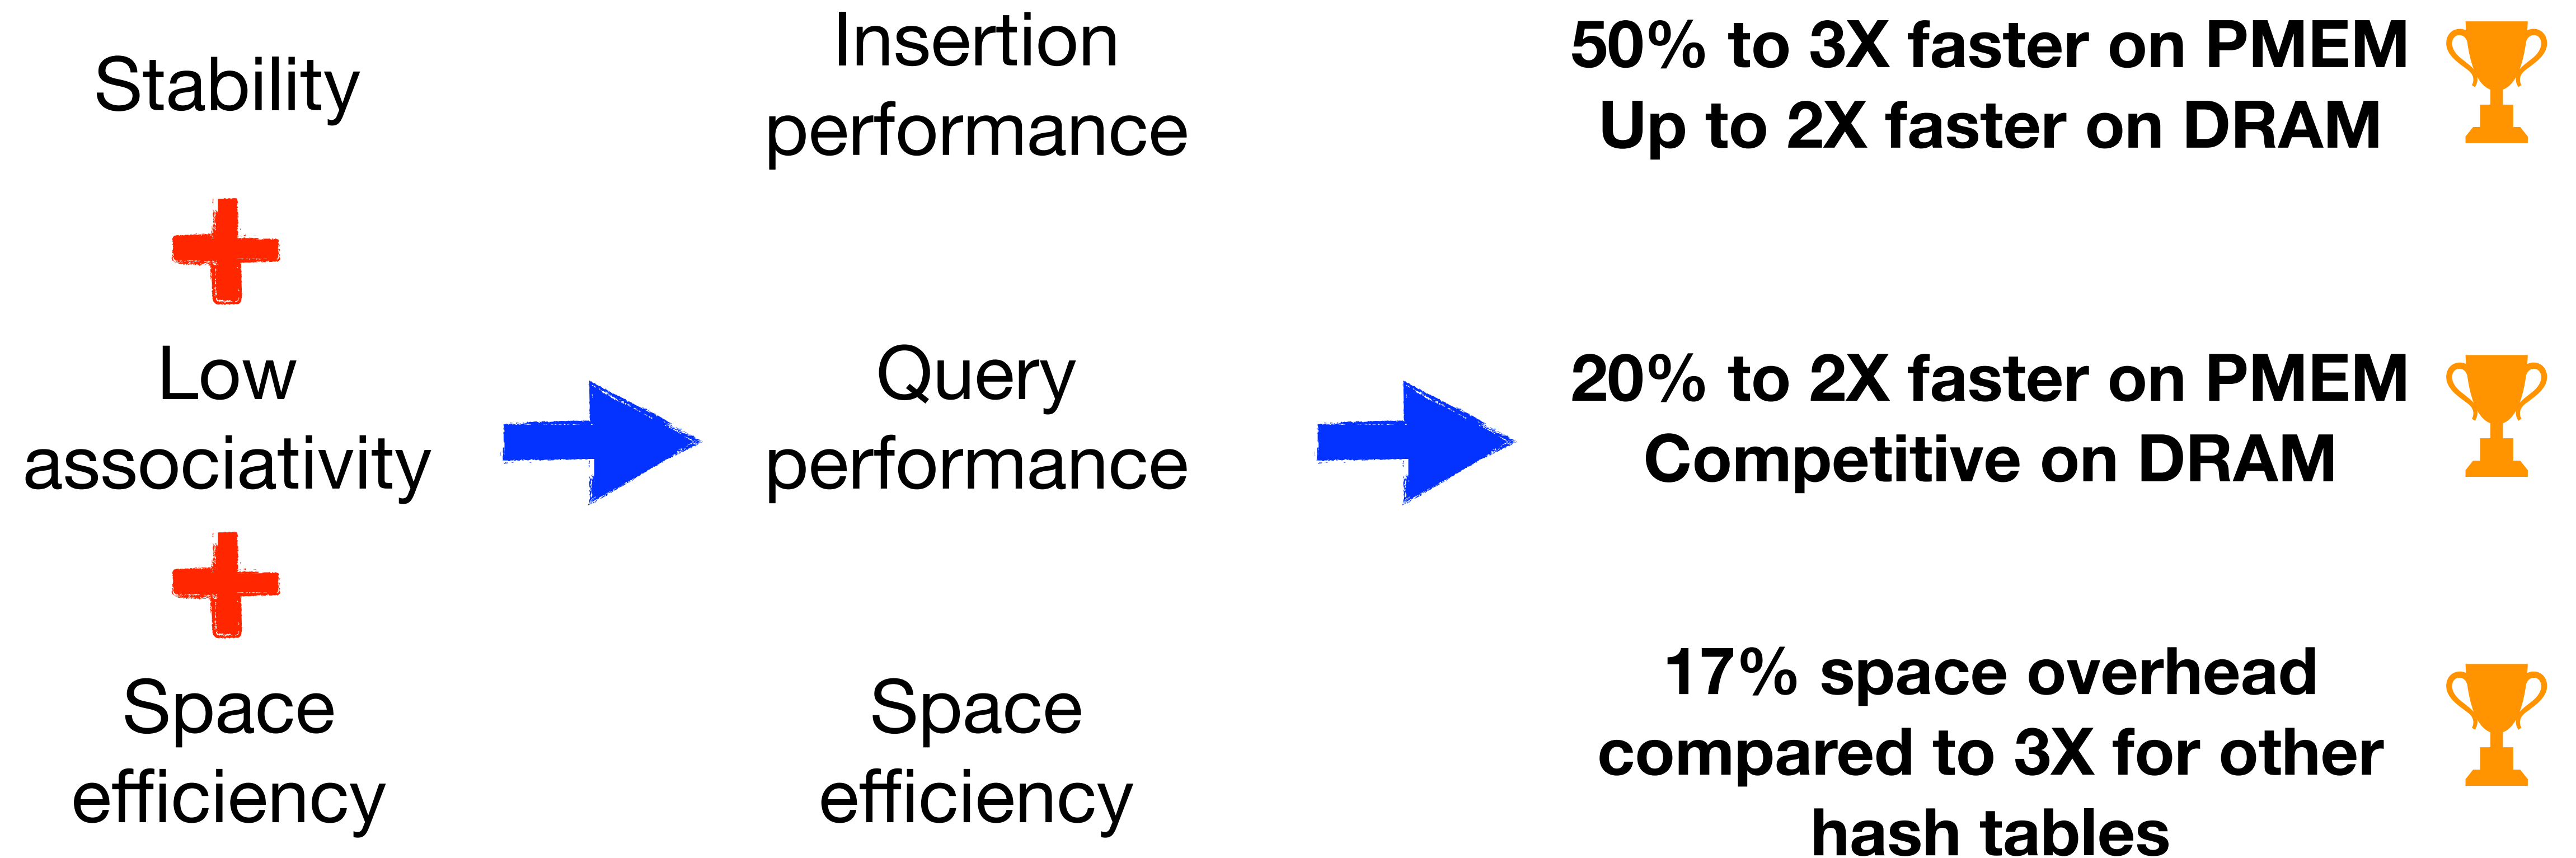 Stability
Low
associativity
Space
efficiency
Insertion
performance
Query
performance
Space
efficiency
50% to 3X faster on PMEM
Up to 2X faster on DRAM
20% to 2X faster on PMEM
Competitive on DRAM
17% space overhead
compared to 3X for other
hash tables